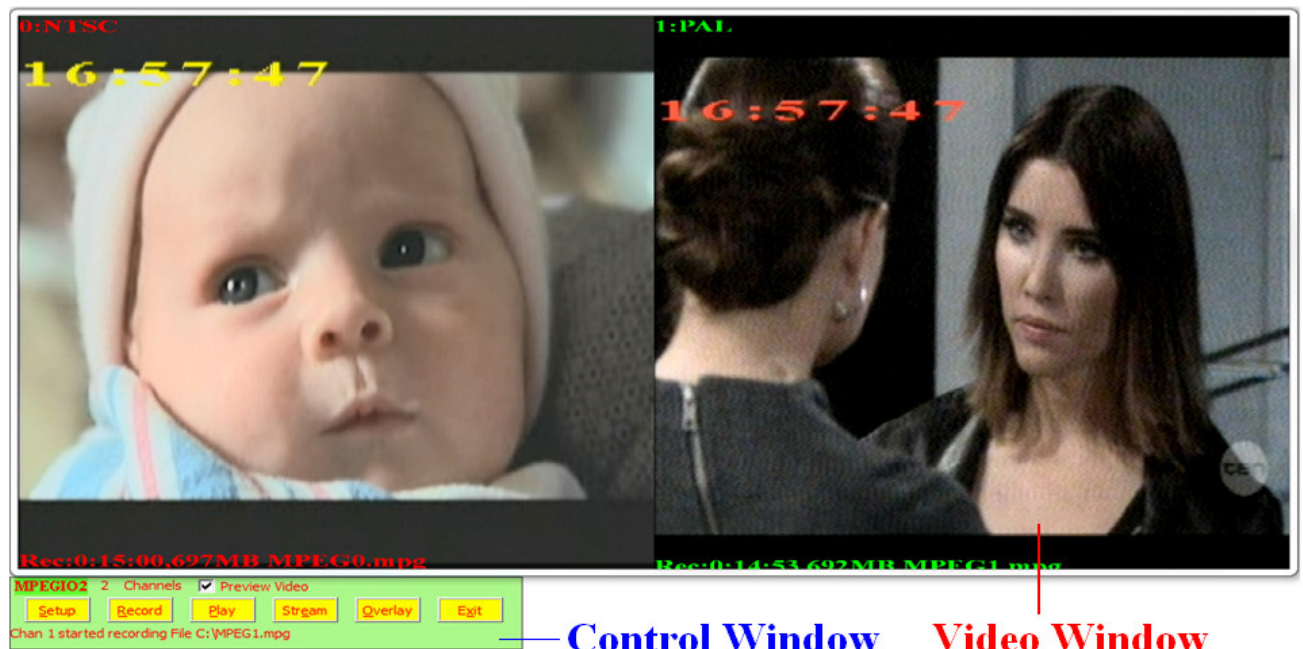 0:NTSC
1:PAL
16:57:47
16:57:47
TEN
Rec:0:15:00,697MB MPEG0.mpg
Rec:0:14:53,692MB MPEG1.mpg
MPEGIO2 2 Channels Preview Video
Setup Record Play Stream Overlay Exit
Chan 1 started recording File C:\MPEG1.mpg
Control Window
Video Window